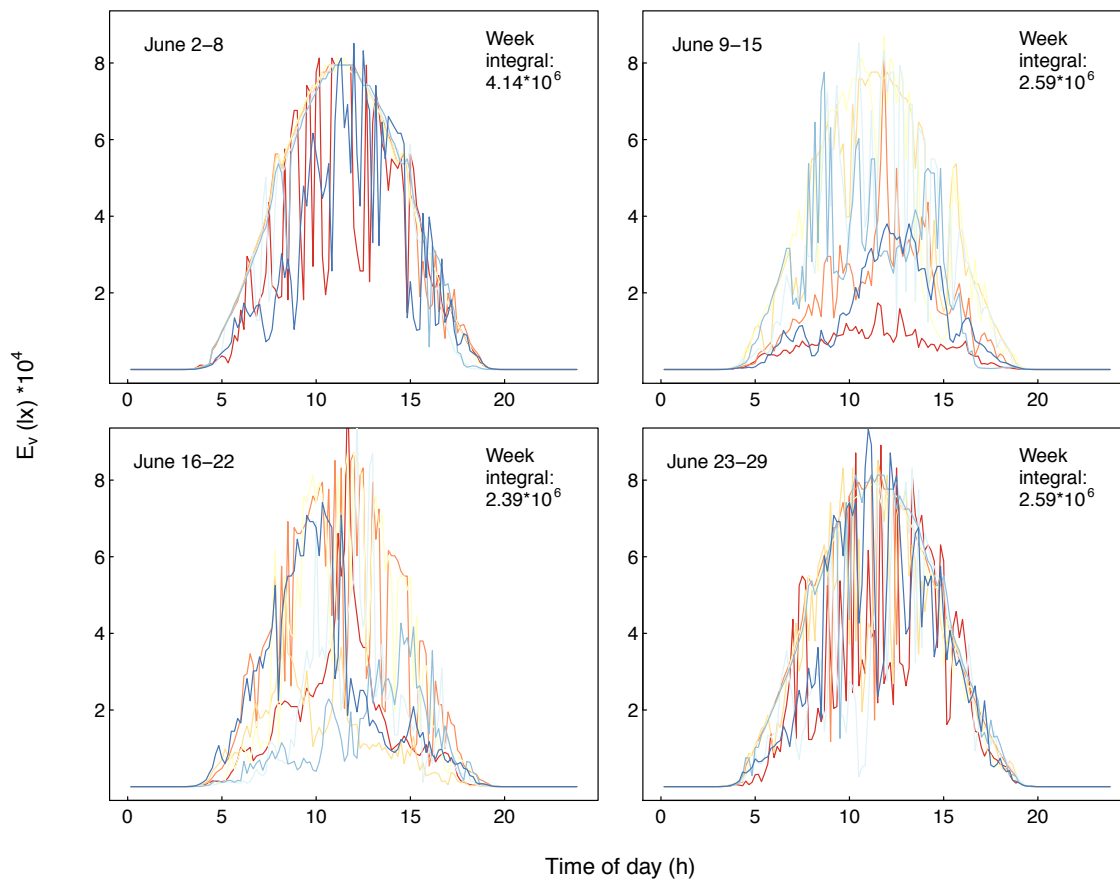 June 2–8
Week
integral:
4.14*10^6
8
6
4
2
0
5
10
15
20
June 9–15
Week
integral:
2.59*10^6
8
6
4
2
0
5
10
15
20
E_v (lx) *10^4
June 16–22
Week
integral:
2.39*10^6
8
6
4
2
0
5
10
15
20
June 23–29
Week
integral:
2.59*10^6
8
6
4
2
0
5
10
15
20
Time of day (h)